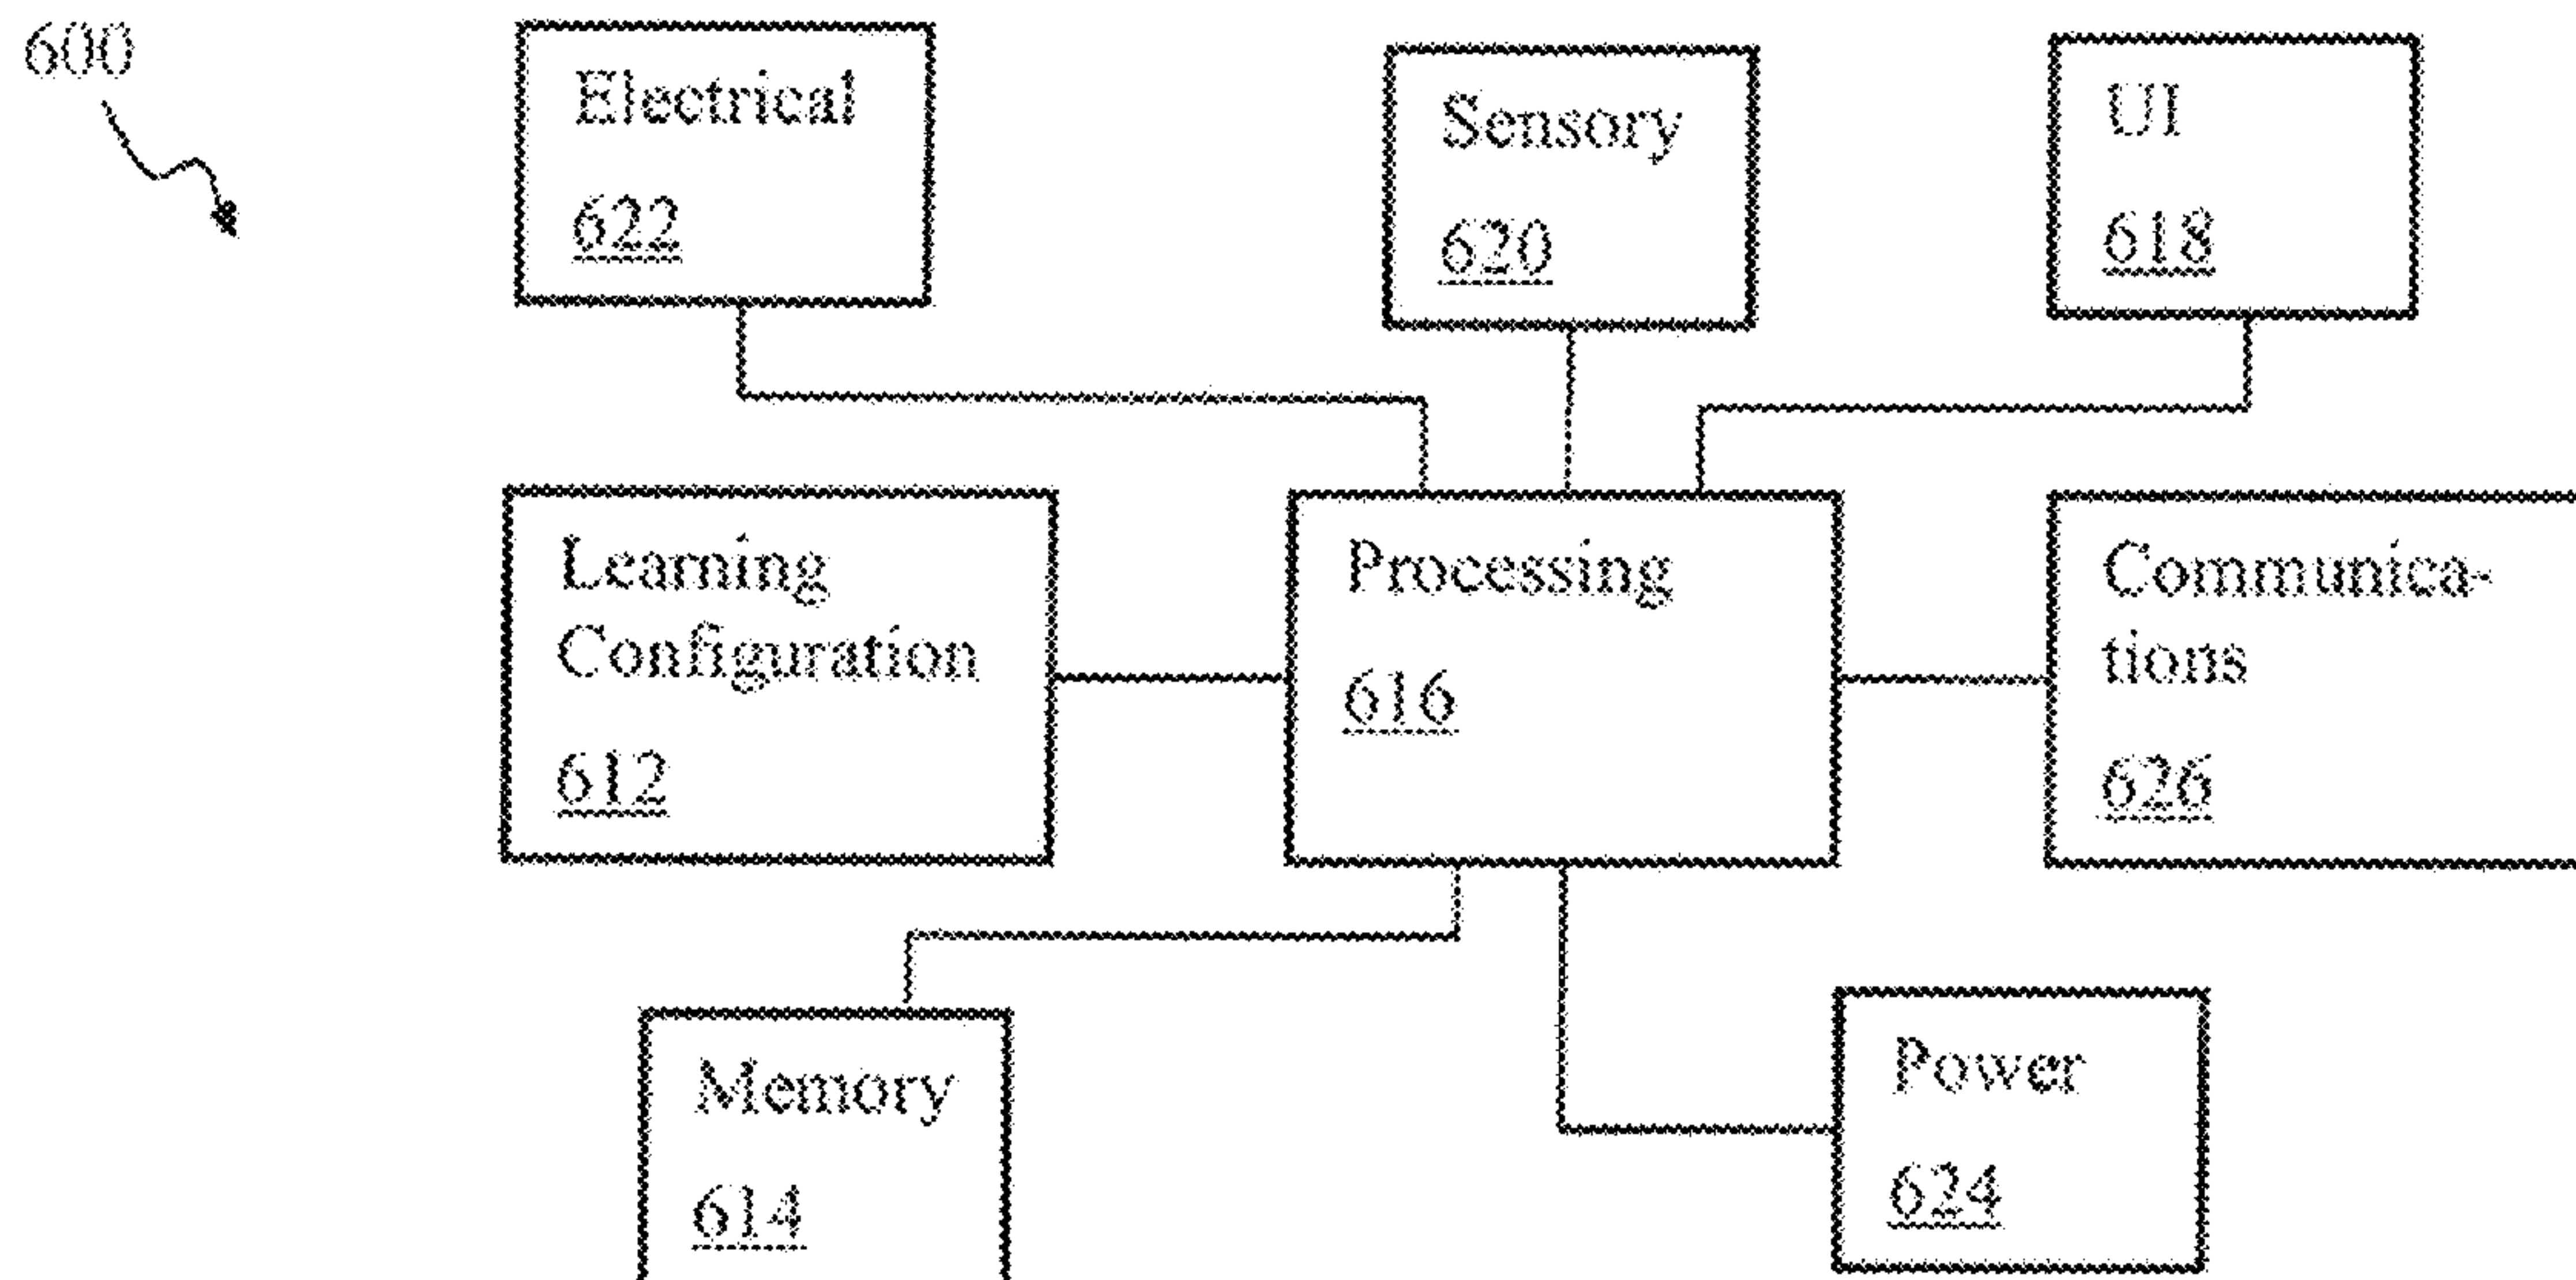 600
Electrical
622
Sensory
620
UI
618
Learning
Configuration
612
Processing
616
Communica-
tions
626
Memory
614
Power
624